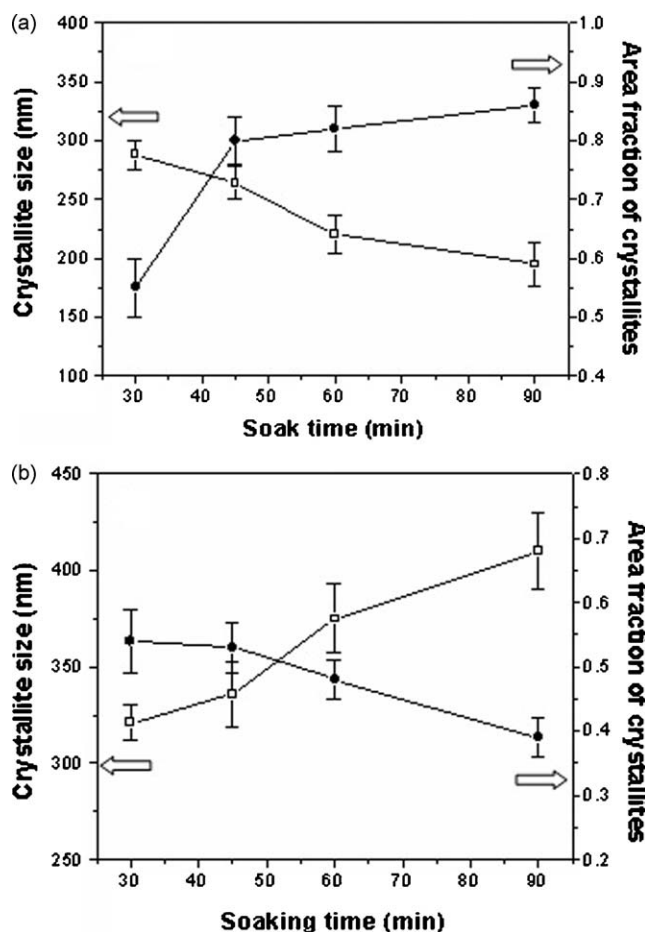 (a)
400
350
300
250
200
150
100
Crystallite size (nm)
1.0
0.9
0.8
0.7
0.6
0.5
0.4
Area fraction of crystallites
30 40 50 60 70 80 90
Soak time (min)
(b)
450
400
350
300
250
Crystallite size (nm)
0.8
0.7
0.6
0.5
0.4
0.3
0.2
Area fraction of crystallites
30 40 50 60 70 80 90
Soaking time (min)